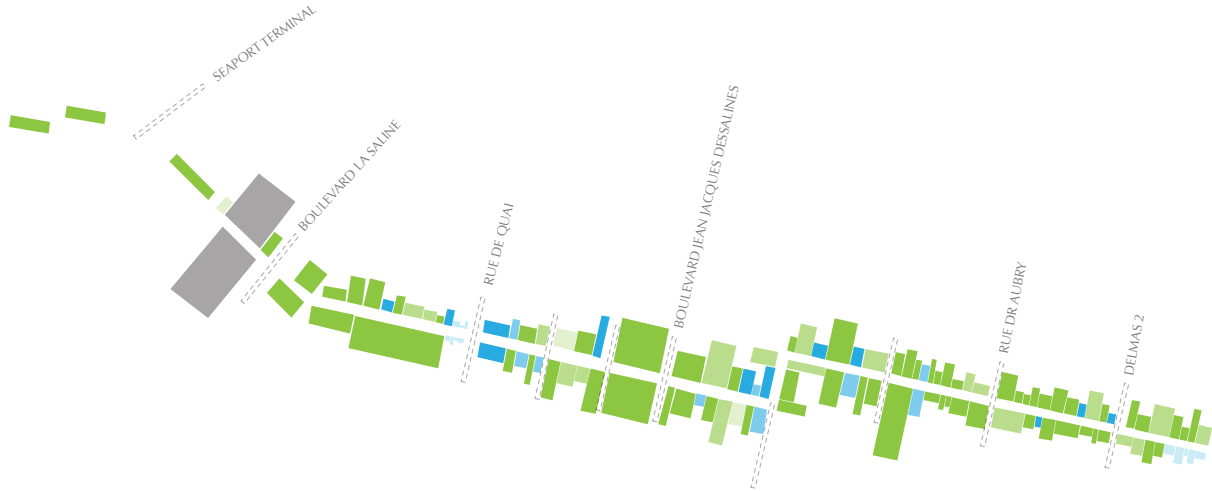 SEAPORT TERMINAL
BOULEVARD LA SALINE
RUE DE QUAI
BOULEVARD JEAN JACQUES DESSALINES
RUE DR AUBRY
DELMAS 2